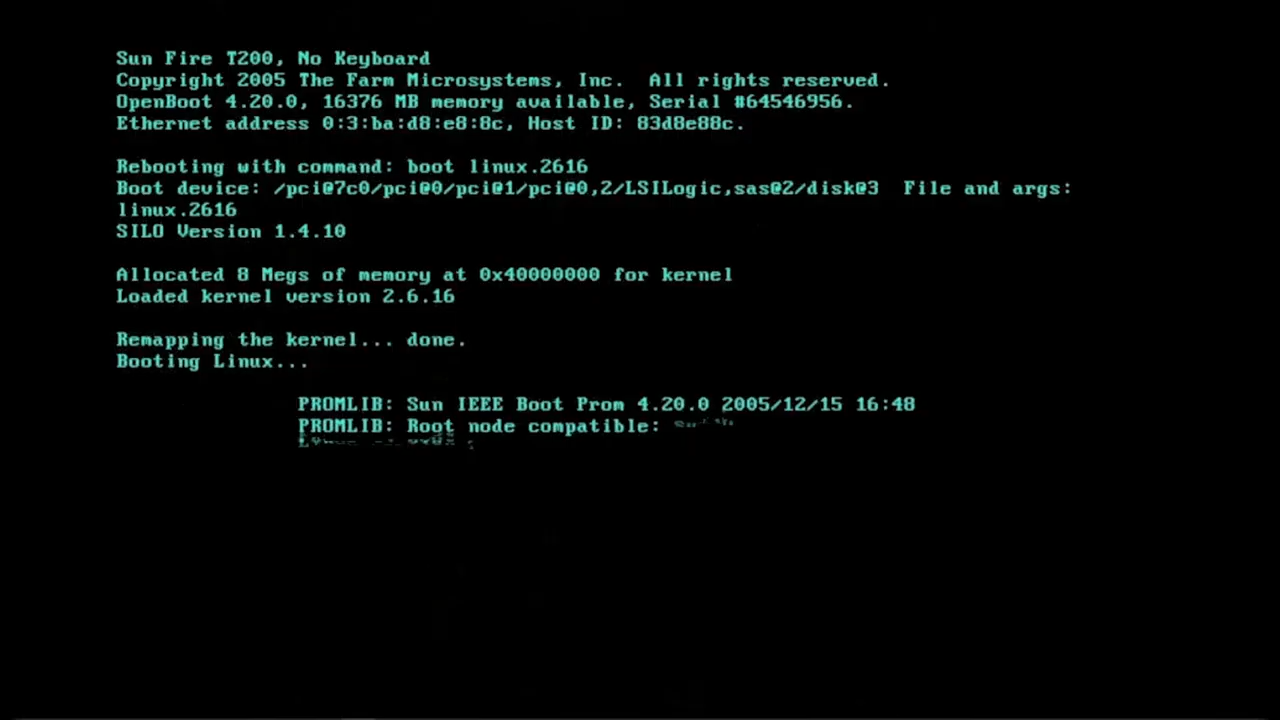 Sun Fire T200, No Keyboard
Copyright 2005 The Farm Microsystems, Inc.  All rights reserved.
OpenBoot 4.20.0, 16376 MB memory available, Serial #64546956.
Ethernet address 0:3:ba:d8:e8:8c, Host ID: 83d8e88c.
Rebooting with command: boot linux.2616
Boot device: /pci@7c0/pci@0/pci@1/pci@0,2/LSILogic,sas@2/disk@3  File and args:
linux.2616
SILO Version 1.4.10
Allocated 8 Megs of memory at 0x40000000 for kernel
Loaded kernel version 2.6.16
Remapping the kernel... done.
Booting Linux...
PROMLIB: Sun IEEE Boot Prom 4.20.0 2005/12/15 16:48
PROMLIB: Root node compatible: